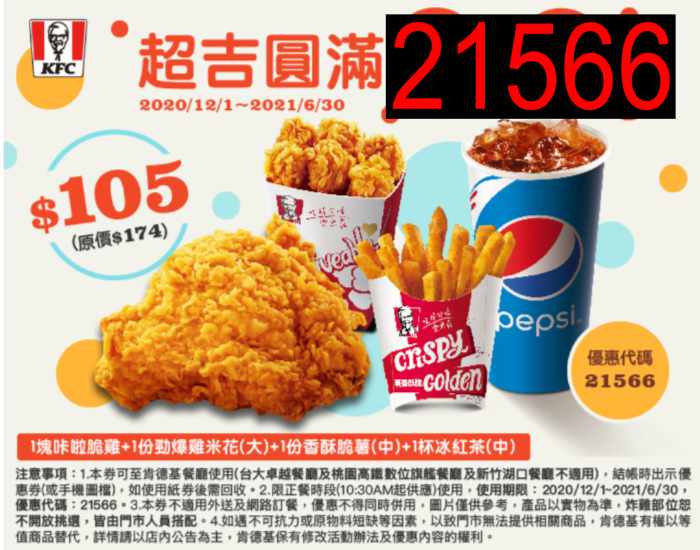 KFC
超吉圓滿
21566
2020/12/1~2021/6/30
$105
(原價$174)
CRISPY
Golden
pepsi
優惠代碼
21566
1塊咔啦脆雞+1份勁爆雞米花(大)+1份香酥脆薯(中)+1杯冰紅茶(中)
注意事項：1.本券可至肯德基餐廳使用(台大卓越餐廳及桃園高鐵數位旗艦餐廳及新竹湖口餐廳不適用)，結帳時出示優
惠券(或手機圖檔)，如使用紙券後需回收。2.限正餐時段(10:30AM起供應)使用，使用期限：2020/12/1~2021/6/30，
優惠代碼：21566。3.本券不適用外送及網路訂餐，優惠不得同時併用，圖片僅供參考，產品以實物為準，炸雞部位恕
不開放挑選，皆由門市人員搭配。4.如遇不可抗力或原物料短缺等因素，以致門市無法提供相關商品，肯德基有權以等
值商品替代，詳情請以店內公告為主，肯德基保有修改活動辦法及優惠內容的權利。